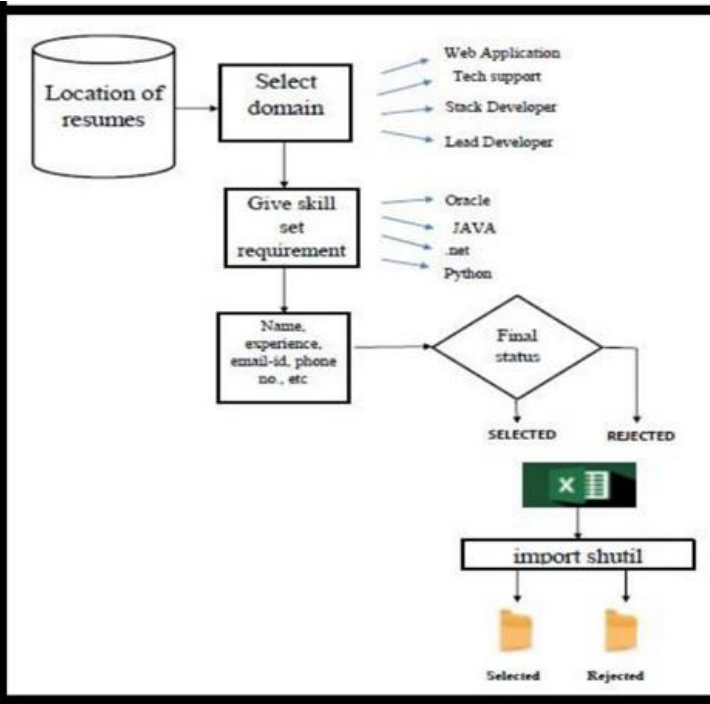 Location of
resumes
Select
domain
Web Application
Tech support
Stack Developer
Lead Developer
Give skill
set
requirement
Oracle
JAVA
.net
Python
Name,
experience,
email-id, phone
no., etc
Final
status
SELECTED
REJECTED
X
import shutil
Selected
Rejected